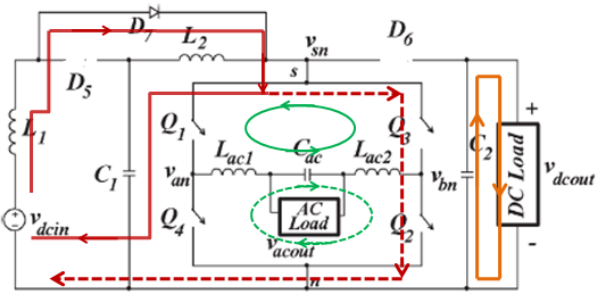 D7
L2
vsn
D6
D5
s
L1
Q1
Q3
+
Lac1
Cac
Lac2
C1
van
vbn
C2
DC Load
vdcout
vdcin
Q4
AC
Load
Q2
vacout
n
-